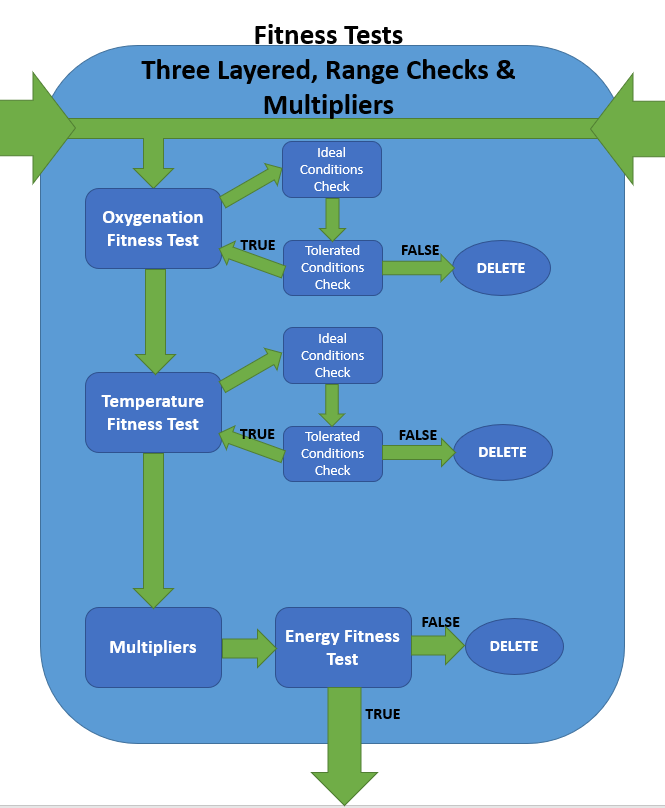 Fitness Tests
Three Layered, Range Checks &
Multipliers
Ideal
Conditions
Check
Oxygenation
Fitness Test
TRUE
Tolerated
Conditions
Check
FALSE
DELETE
Ideal
Conditions
Check
Temperature
Fitness Test
TRUE
Tolerated
Conditions
Check
FALSE
DELETE
Multipliers
Energy Fitness
Test
FALSE
DELETE
TRUE